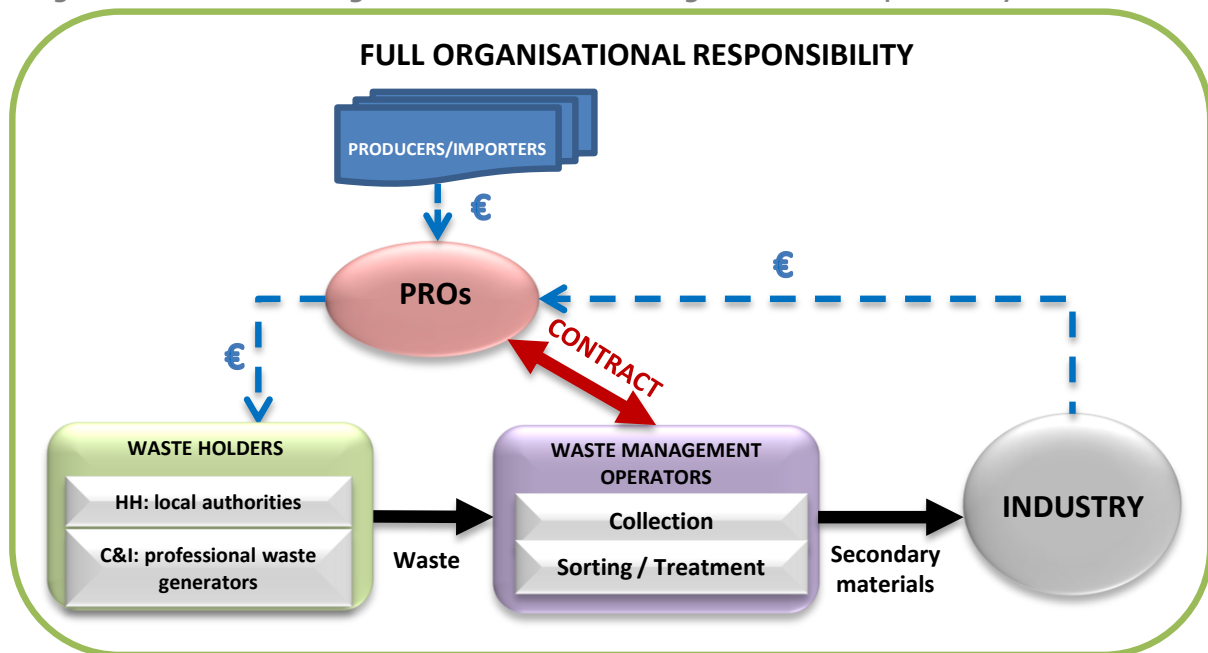 FULL ORGANISATIONAL RESPONSIBILITY
PRODUCERS/IMPORTERS
€
€
PROs
€
CONTRACT
WASTE HOLDERS
HH: local authorities
C&I: professional waste
generators
Waste
WASTE MANAGEMENT
OPERATORS
Collection
Sorting / Treatment
Secondary
materials
INDUSTRY